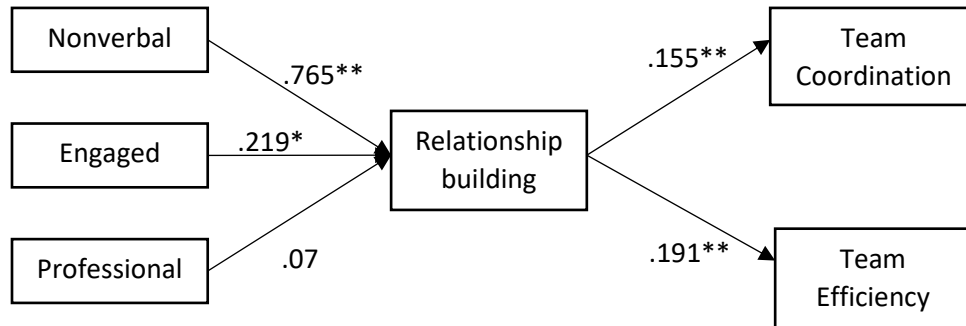 Nonverbal
Engaged
Professional
.765**
.219*
.07
Relationship
building
.155**
.191**
Team
Coordination
Team
Efficiency